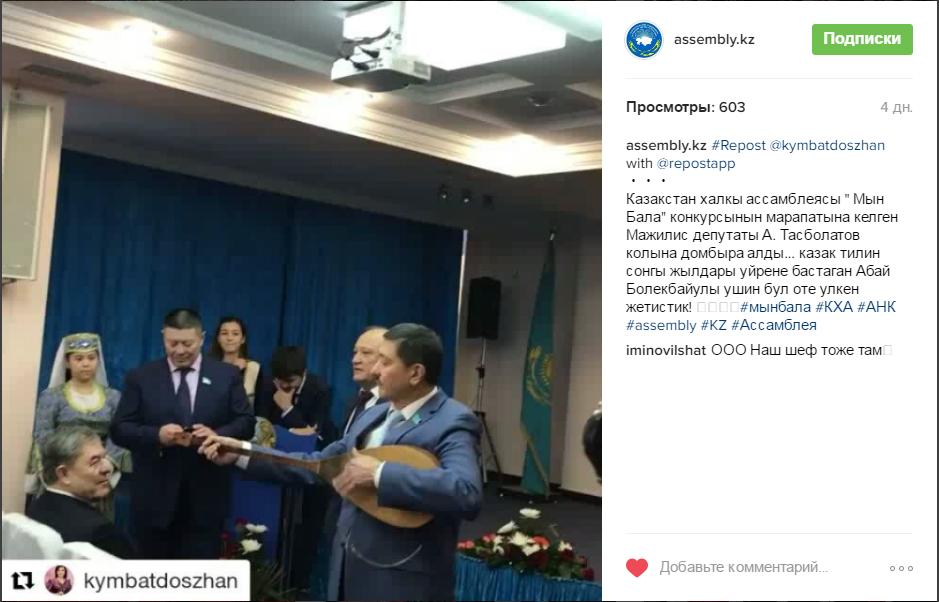 assembly.kz
Подписки
Просмотры: 603
4 дн.
assembly.kz #Repost @kymbatdoszhan
with @repostapp
• • •
Казакстан халкы ассамблеясы " Мын
Бала" конкурсынын марапатына келген
Мажилис депутаты А. Тасболатов
колына домбыра алды... казак тилин
сонгы жылдары уйрене бастаган Абай
Болекбайулы ушин бул оте улкен
жетистик! #мынбала #КХА #АНК
#assembly #KZ #Ассамблея
iminovilshat ООО Наш шеф тоже там
Добавьте комментарий...
kymbatdoszhan